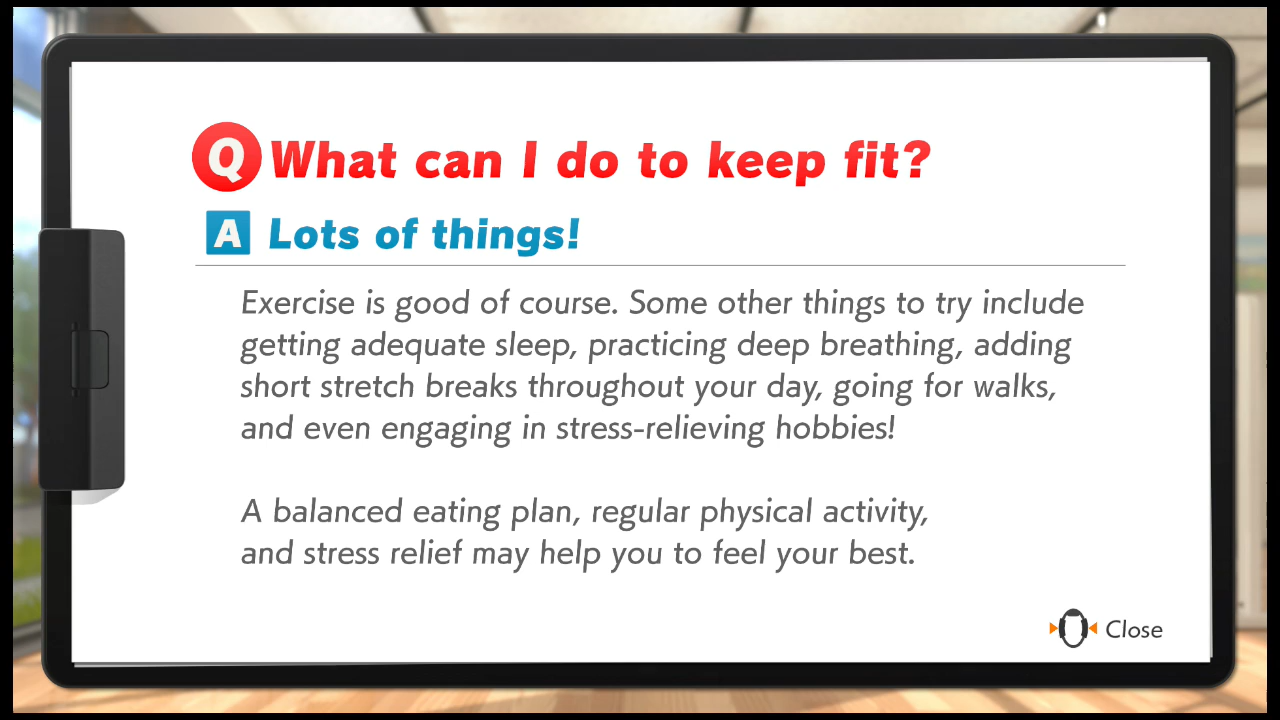 Q What can I do to keep fit?
A Lots of things!
Exercise is good of course. Some other things to try include
getting adequate sleep, practicing deep breathing, adding
short stretch breaks throughout your day, going for walks,
and even engaging in stress-relieving hobbies!
A balanced eating plan, regular physical activity,
and stress relief may help you to feel your best.
Close